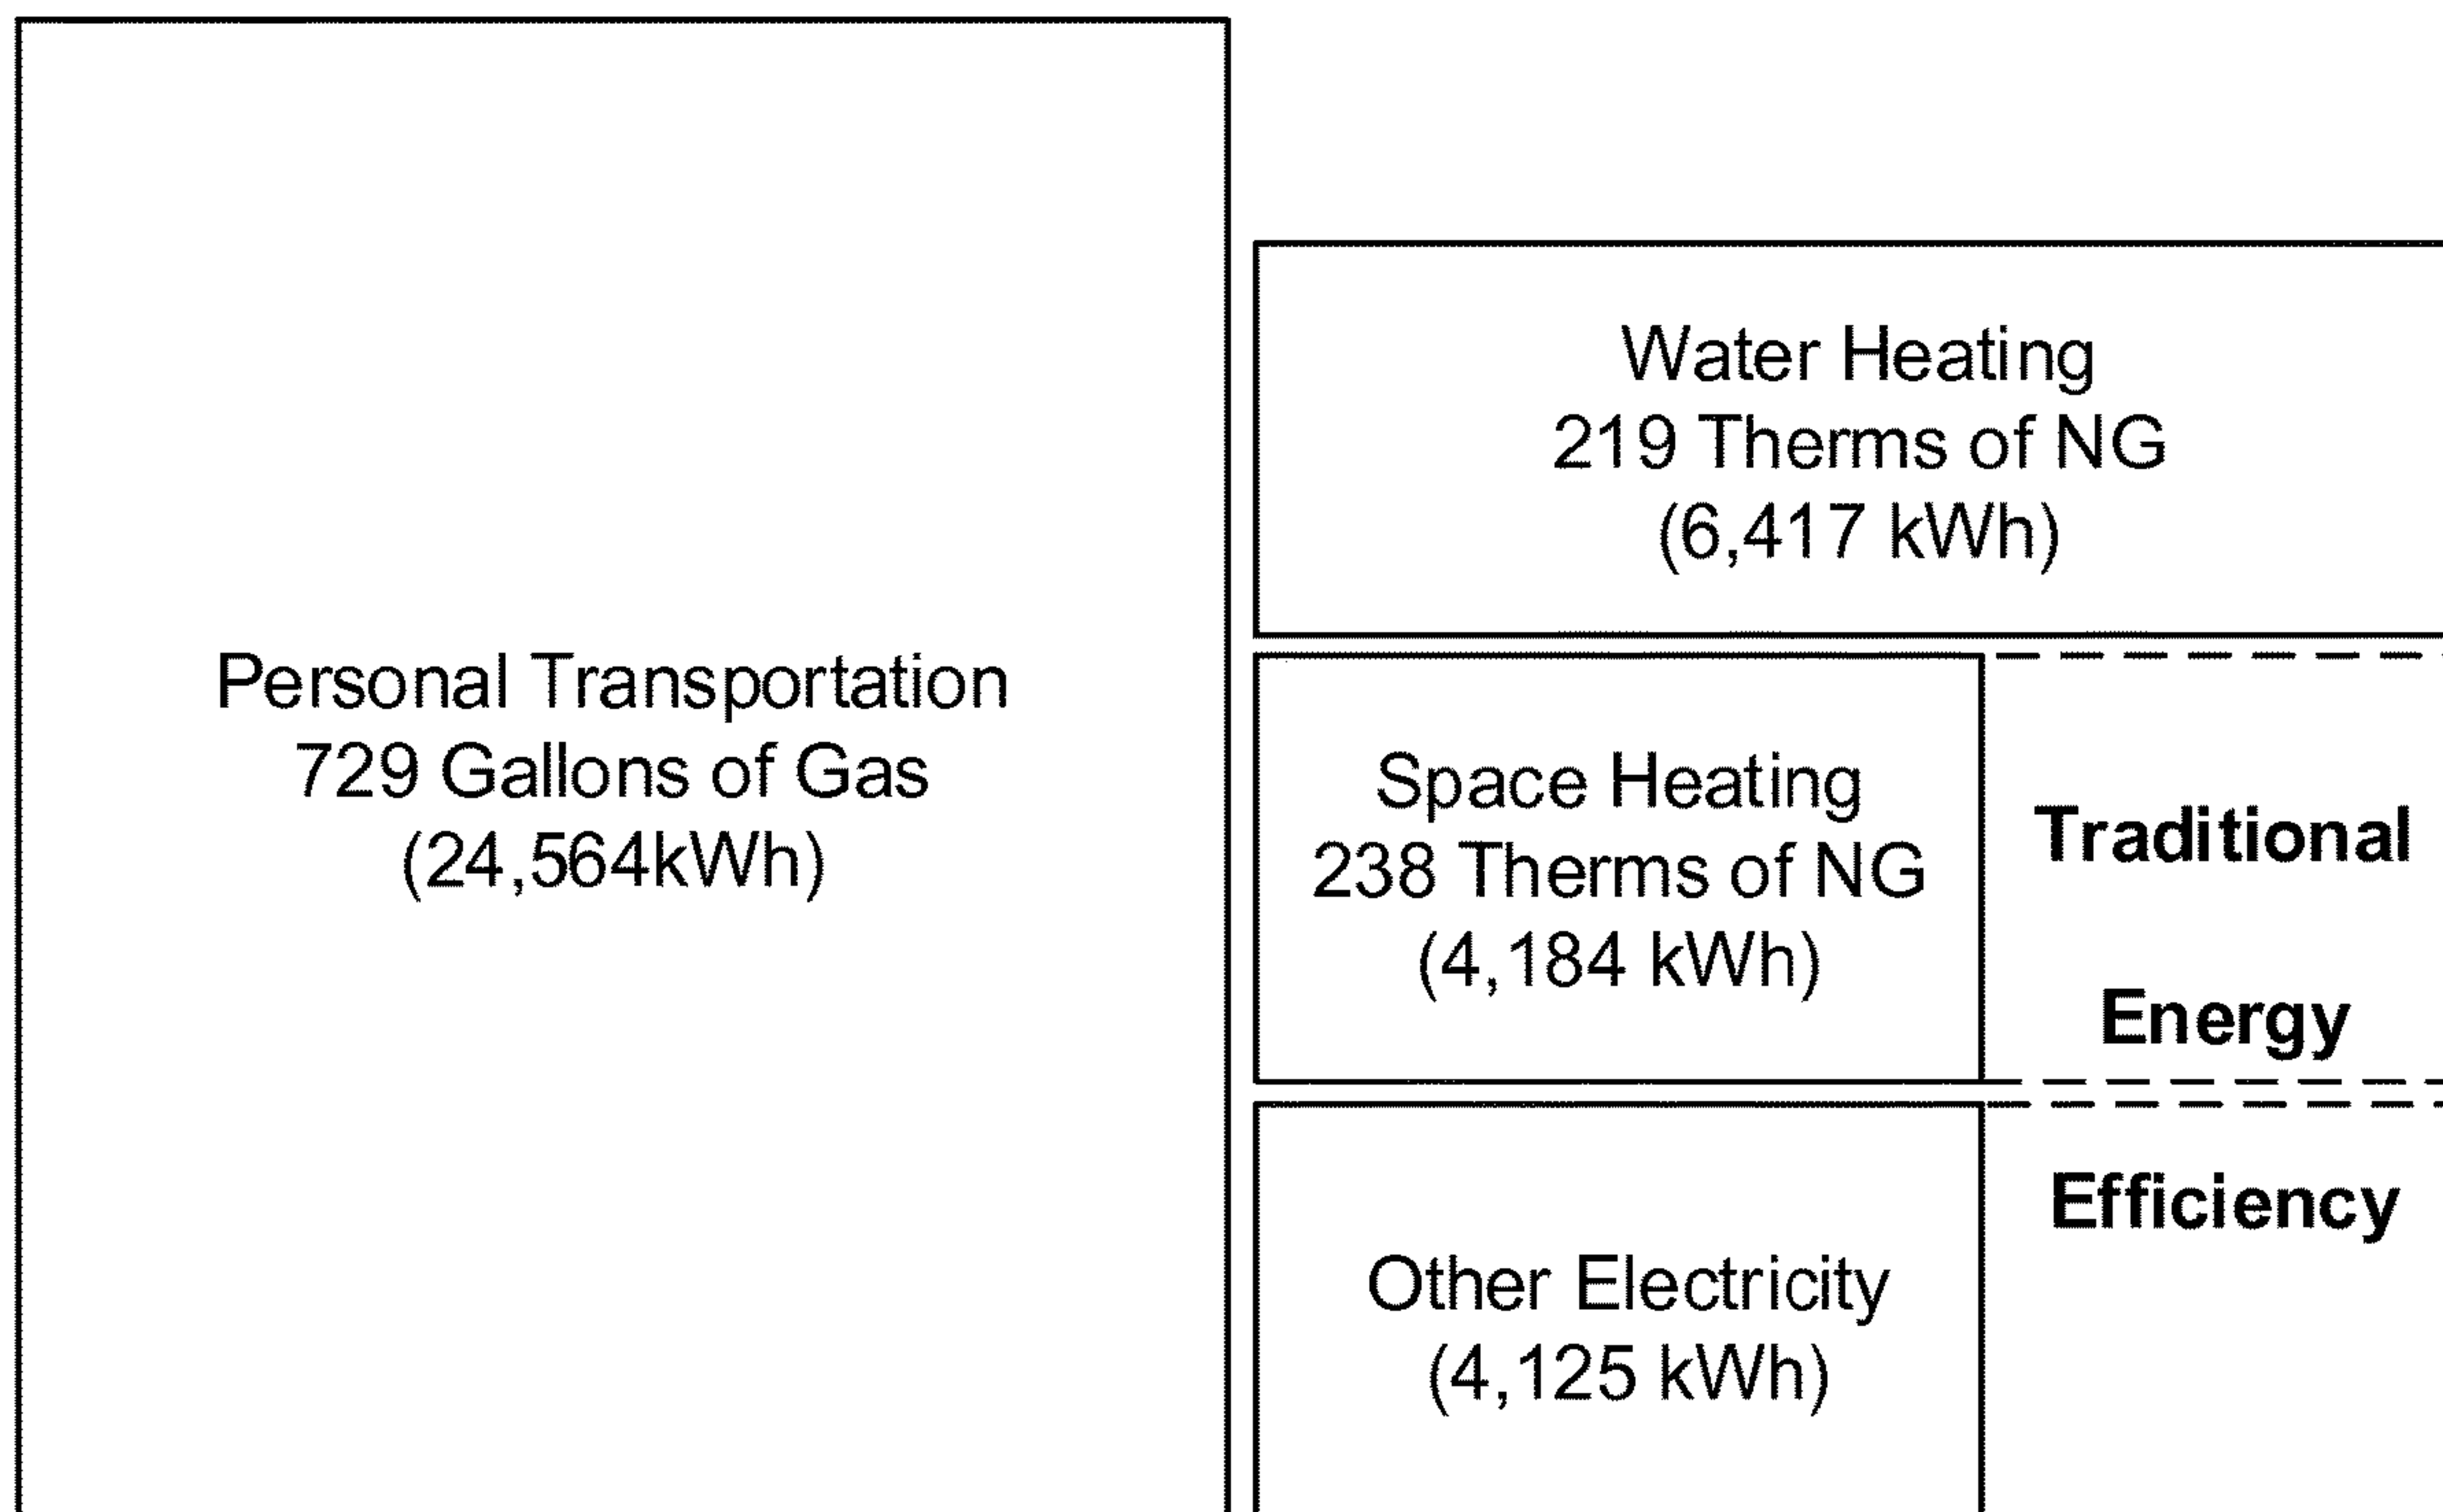 Personal Transportation
729 Gallons of Gas
(24,564kWh)
Water Heating
219 Therms of NG
(6,417 kWh)
Space Heating
238 Therms of NG
(4,184 kWh)
Traditional
Energy
Efficiency
Other Electricity
(4,125 kWh)